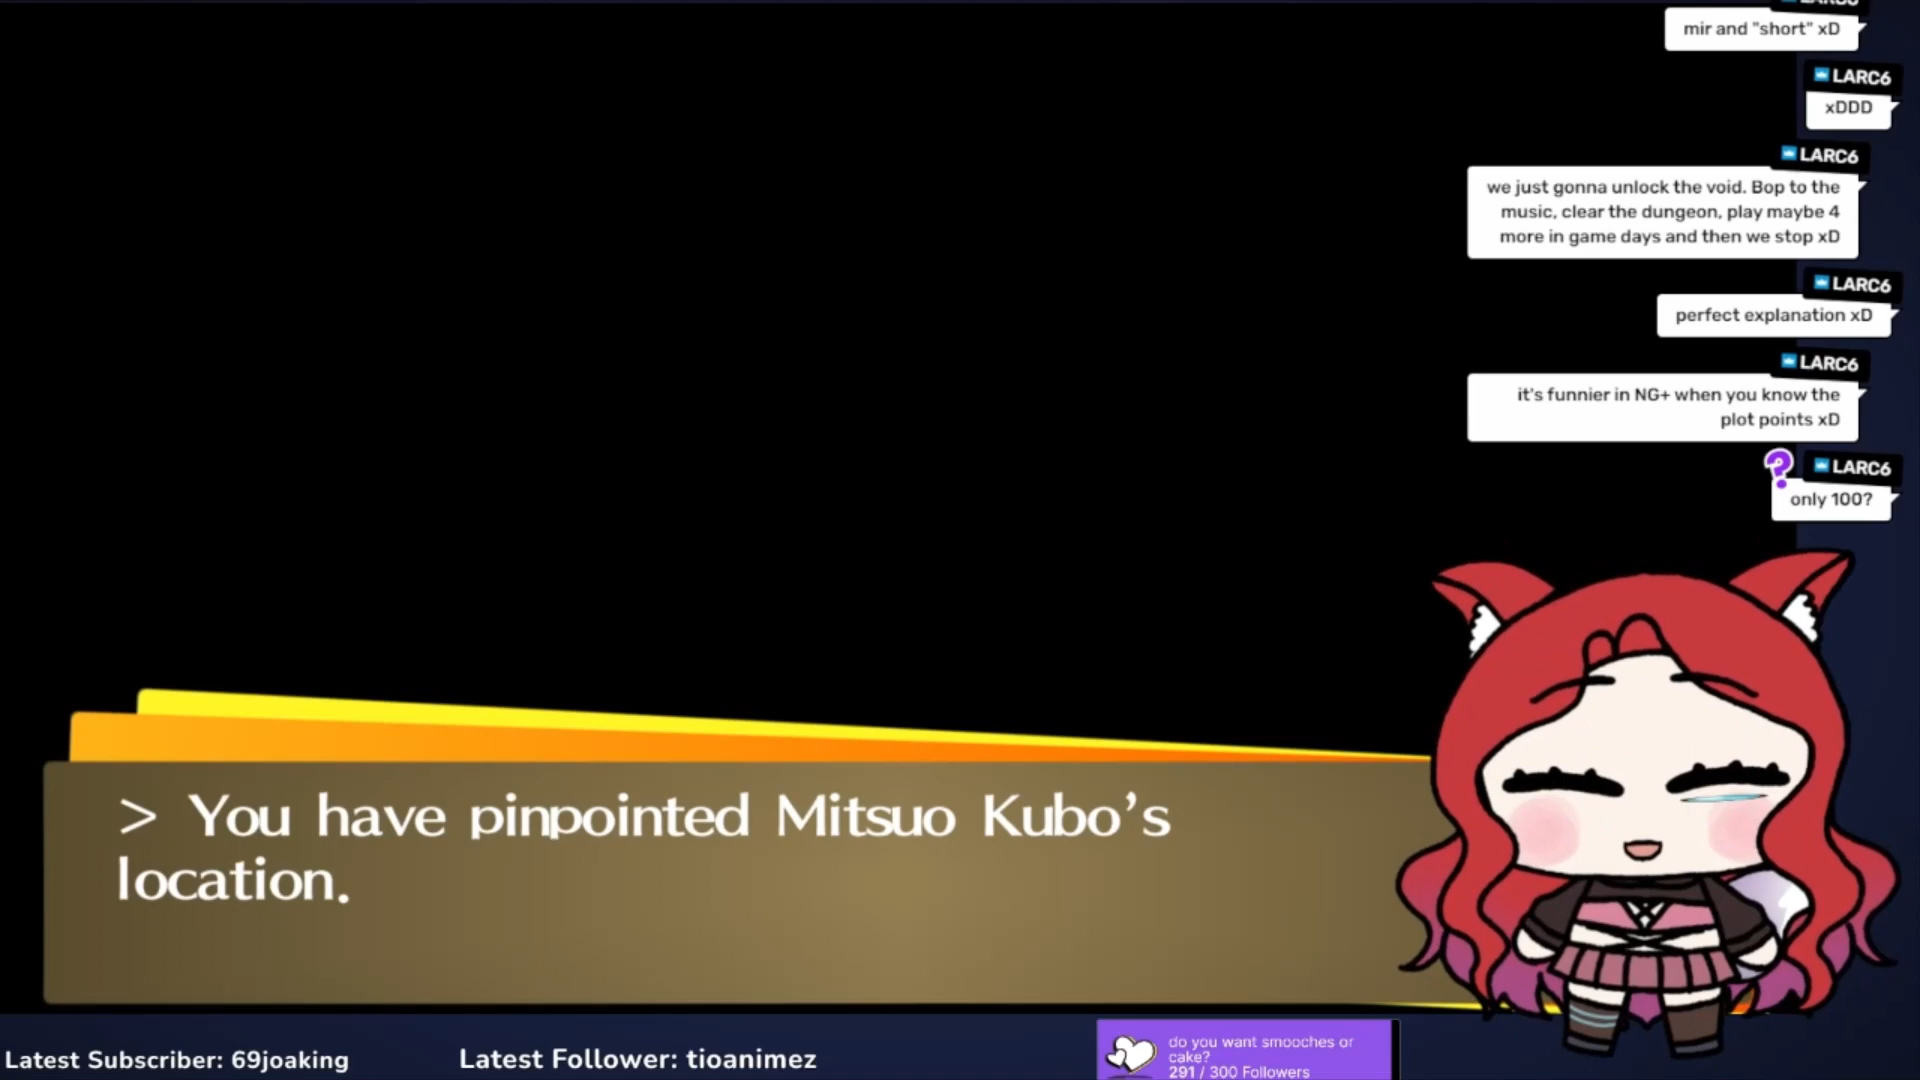 mir and "short" xD
LARC6
xDDD
LARC6
we just gonna unlock the void. Bop to the
music, clear the dungeon, play maybe 4
more in game days and then we stop xD
LARC6
perfect explanation xD
LARC6
it's funnier in NG+ when you know the
plot points xD
LARC6
?
only 100?
> You have pinpointed Mitsuo Kubo's
location.
Latest Subscriber: 69joaking
Latest Follower: tioanimez
do you want smooches or
cake?
291 / 300 Followers